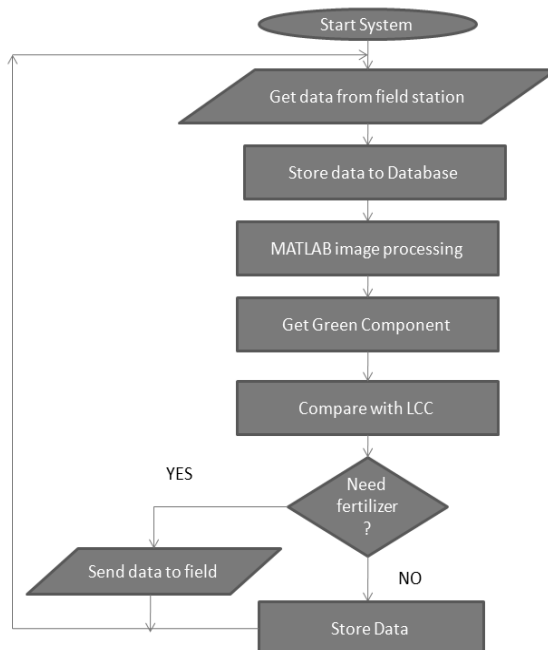 Start System
Get data from field station
Store data to Database
MATLAB image processing
Get Green Component
Compare with LCC
YES
Need
fertilizer
?
Send data to field
NO
Store Data